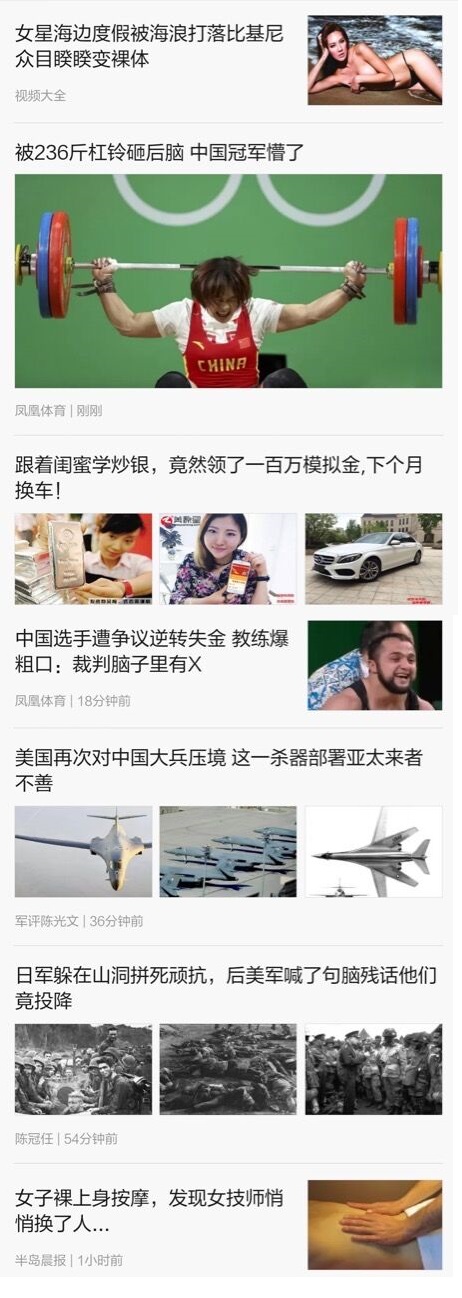 女星海边度假被海浪打落比基尼
众目睽睽变裸体
视频大全
被236斤杠铃砸后脑 中国冠军懵了
CHINA
凤凰体育 | 刚刚
跟着闺蜜学炒银，竟然领了一百万模拟金,下个月
换车！
中国选手遭争议逆转失金 教练爆
粗口：裁判脑子里有X
凤凰体育 | 18分钟前
美国再次对中国大兵压境 这一杀器部署亚太来者
不善
军评陈光文 | 36分钟前
日军躲在山洞拼死顽抗，后美军喊了句脑残话他们
竟投降
陈冠任 | 54分钟前
女子裸上身按摩，发现女技师悄
悄换了人...
半岛晨报 | 1小时前